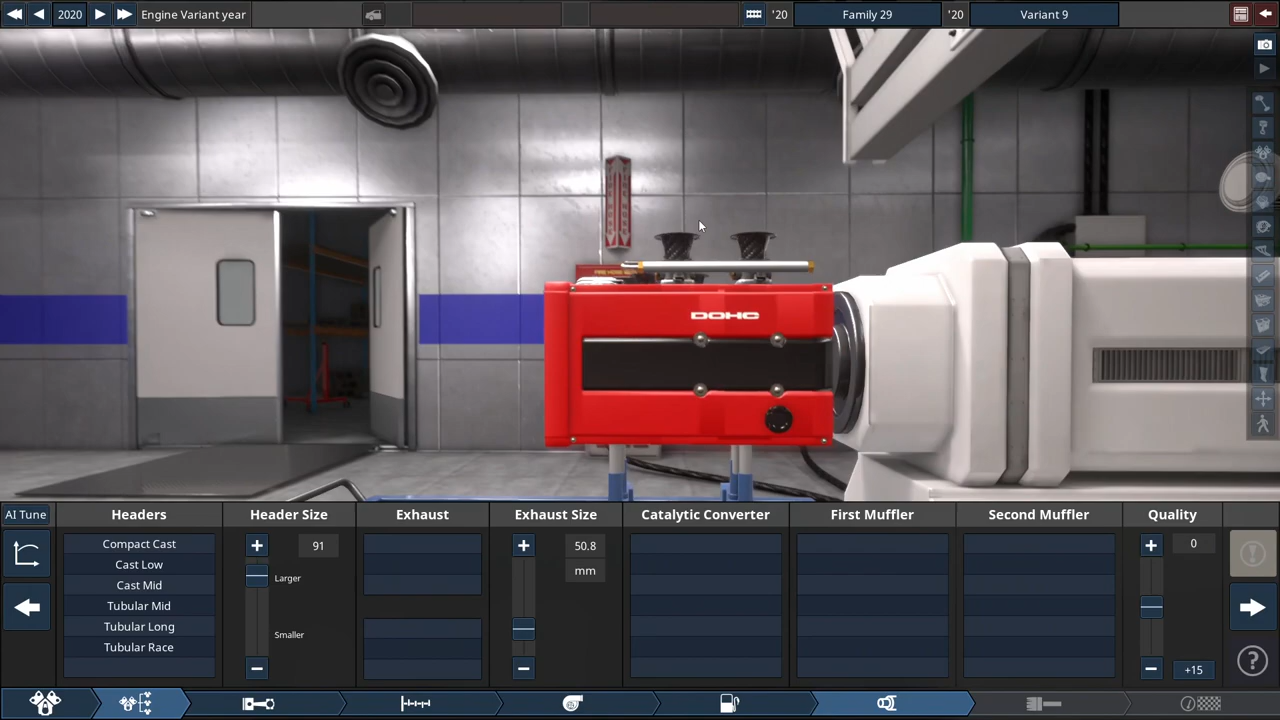 2020 Engine Variant year '20 Family 29 '20 Variant 9
DOHC
AI Tune Headers Header Size Exhaust Exhaust Size Catalytic Converter First Muffler Second Muffler Quality
Compact Cast + 91 + 50.8 + 0
Cast Low mm
Cast Mid Larger
Tubular Mid
Tubular Long Smaller
Tubular Race
− − − +15